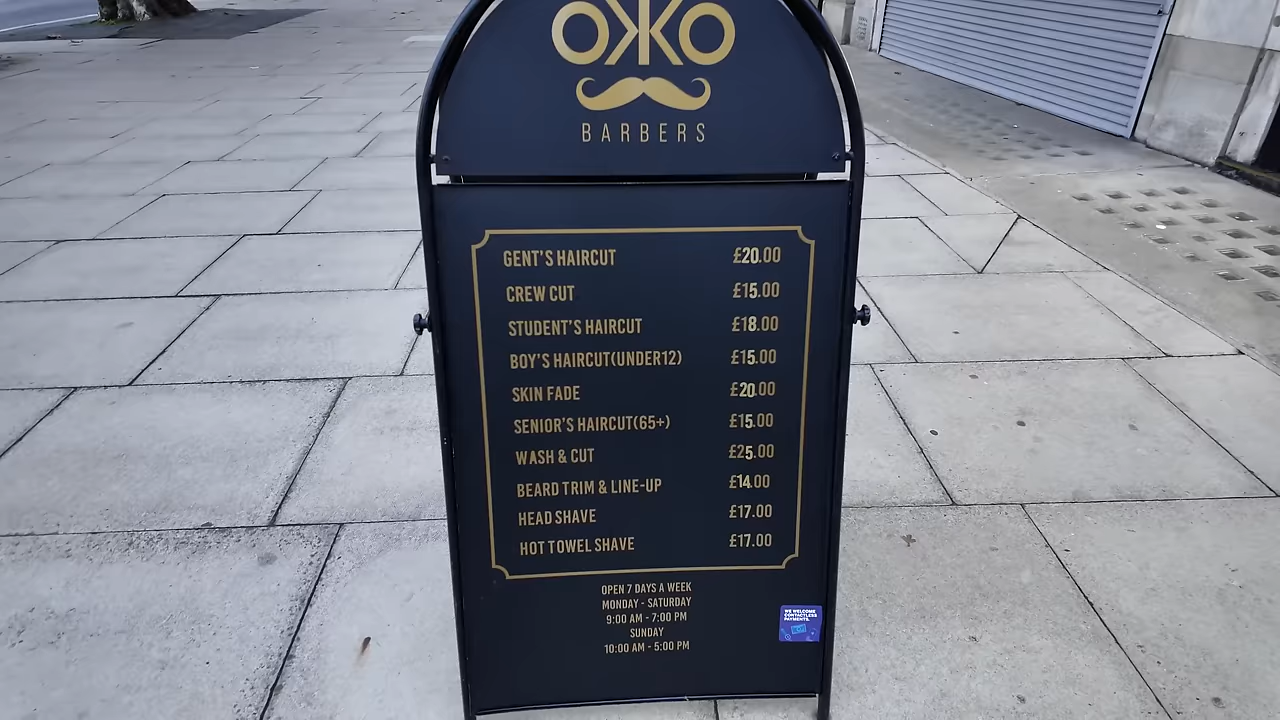 OKKO
BARBERS
GENT'S HAIRCUT £20.00
CREW CUT £15.00
STUDENT'S HAIRCUT £18.00
BOY'S HAIRCUT(UNDER12) £15.00
SKIN FADE £20.00
SENIOR'S HAIRCUT(65+) £15.00
WASH & CUT £25.00
BEARD TRIM & LINE-UP £14.00
HEAD SHAVE £17.00
HOT TOWEL SHAVE £17.00
OPEN 7 DAYS A WEEK
MONDAY - SATURDAY
9:00 AM - 7:00 PM
SUNDAY
10:00 AM - 5:00 PM
WE WELCOME
CONTACTLESS
PAYMENTS.